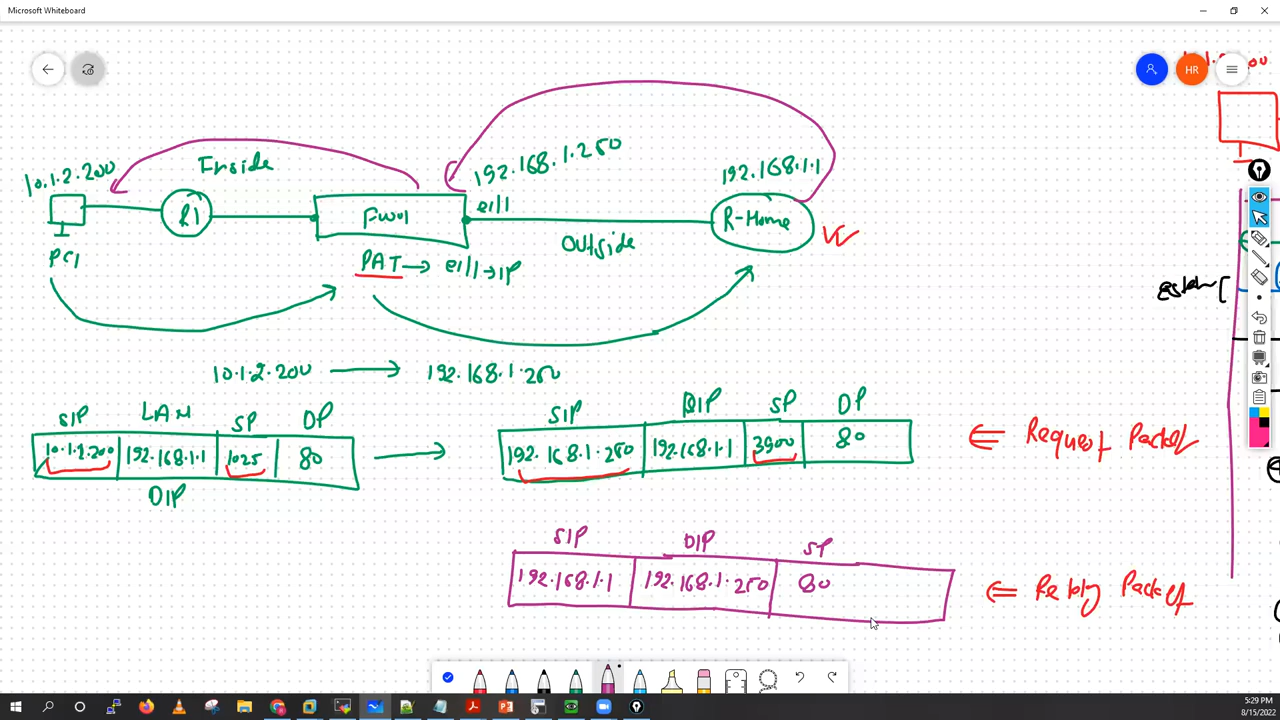 Microsoft Whiteboard
HR
10.1.2.200
Inside
192.168.1.250
192.168.1.1
R1
FW01
e1/1
R-Home
PC1
Outside
PAT → e1/1 → IP
10.1.2.200 → 192.168.1.250
SIP LAN SP DP
10.1.2.200 192.168.1.1 1025 80
DIP
SIP DIP SP DP
192.168.1.250 192.168.1.1 3900 80
Request Packet
SIP DIP SP
192.168.1.1 192.168.1.250 80
Reply Packet
5:29 PM
8/15/2022